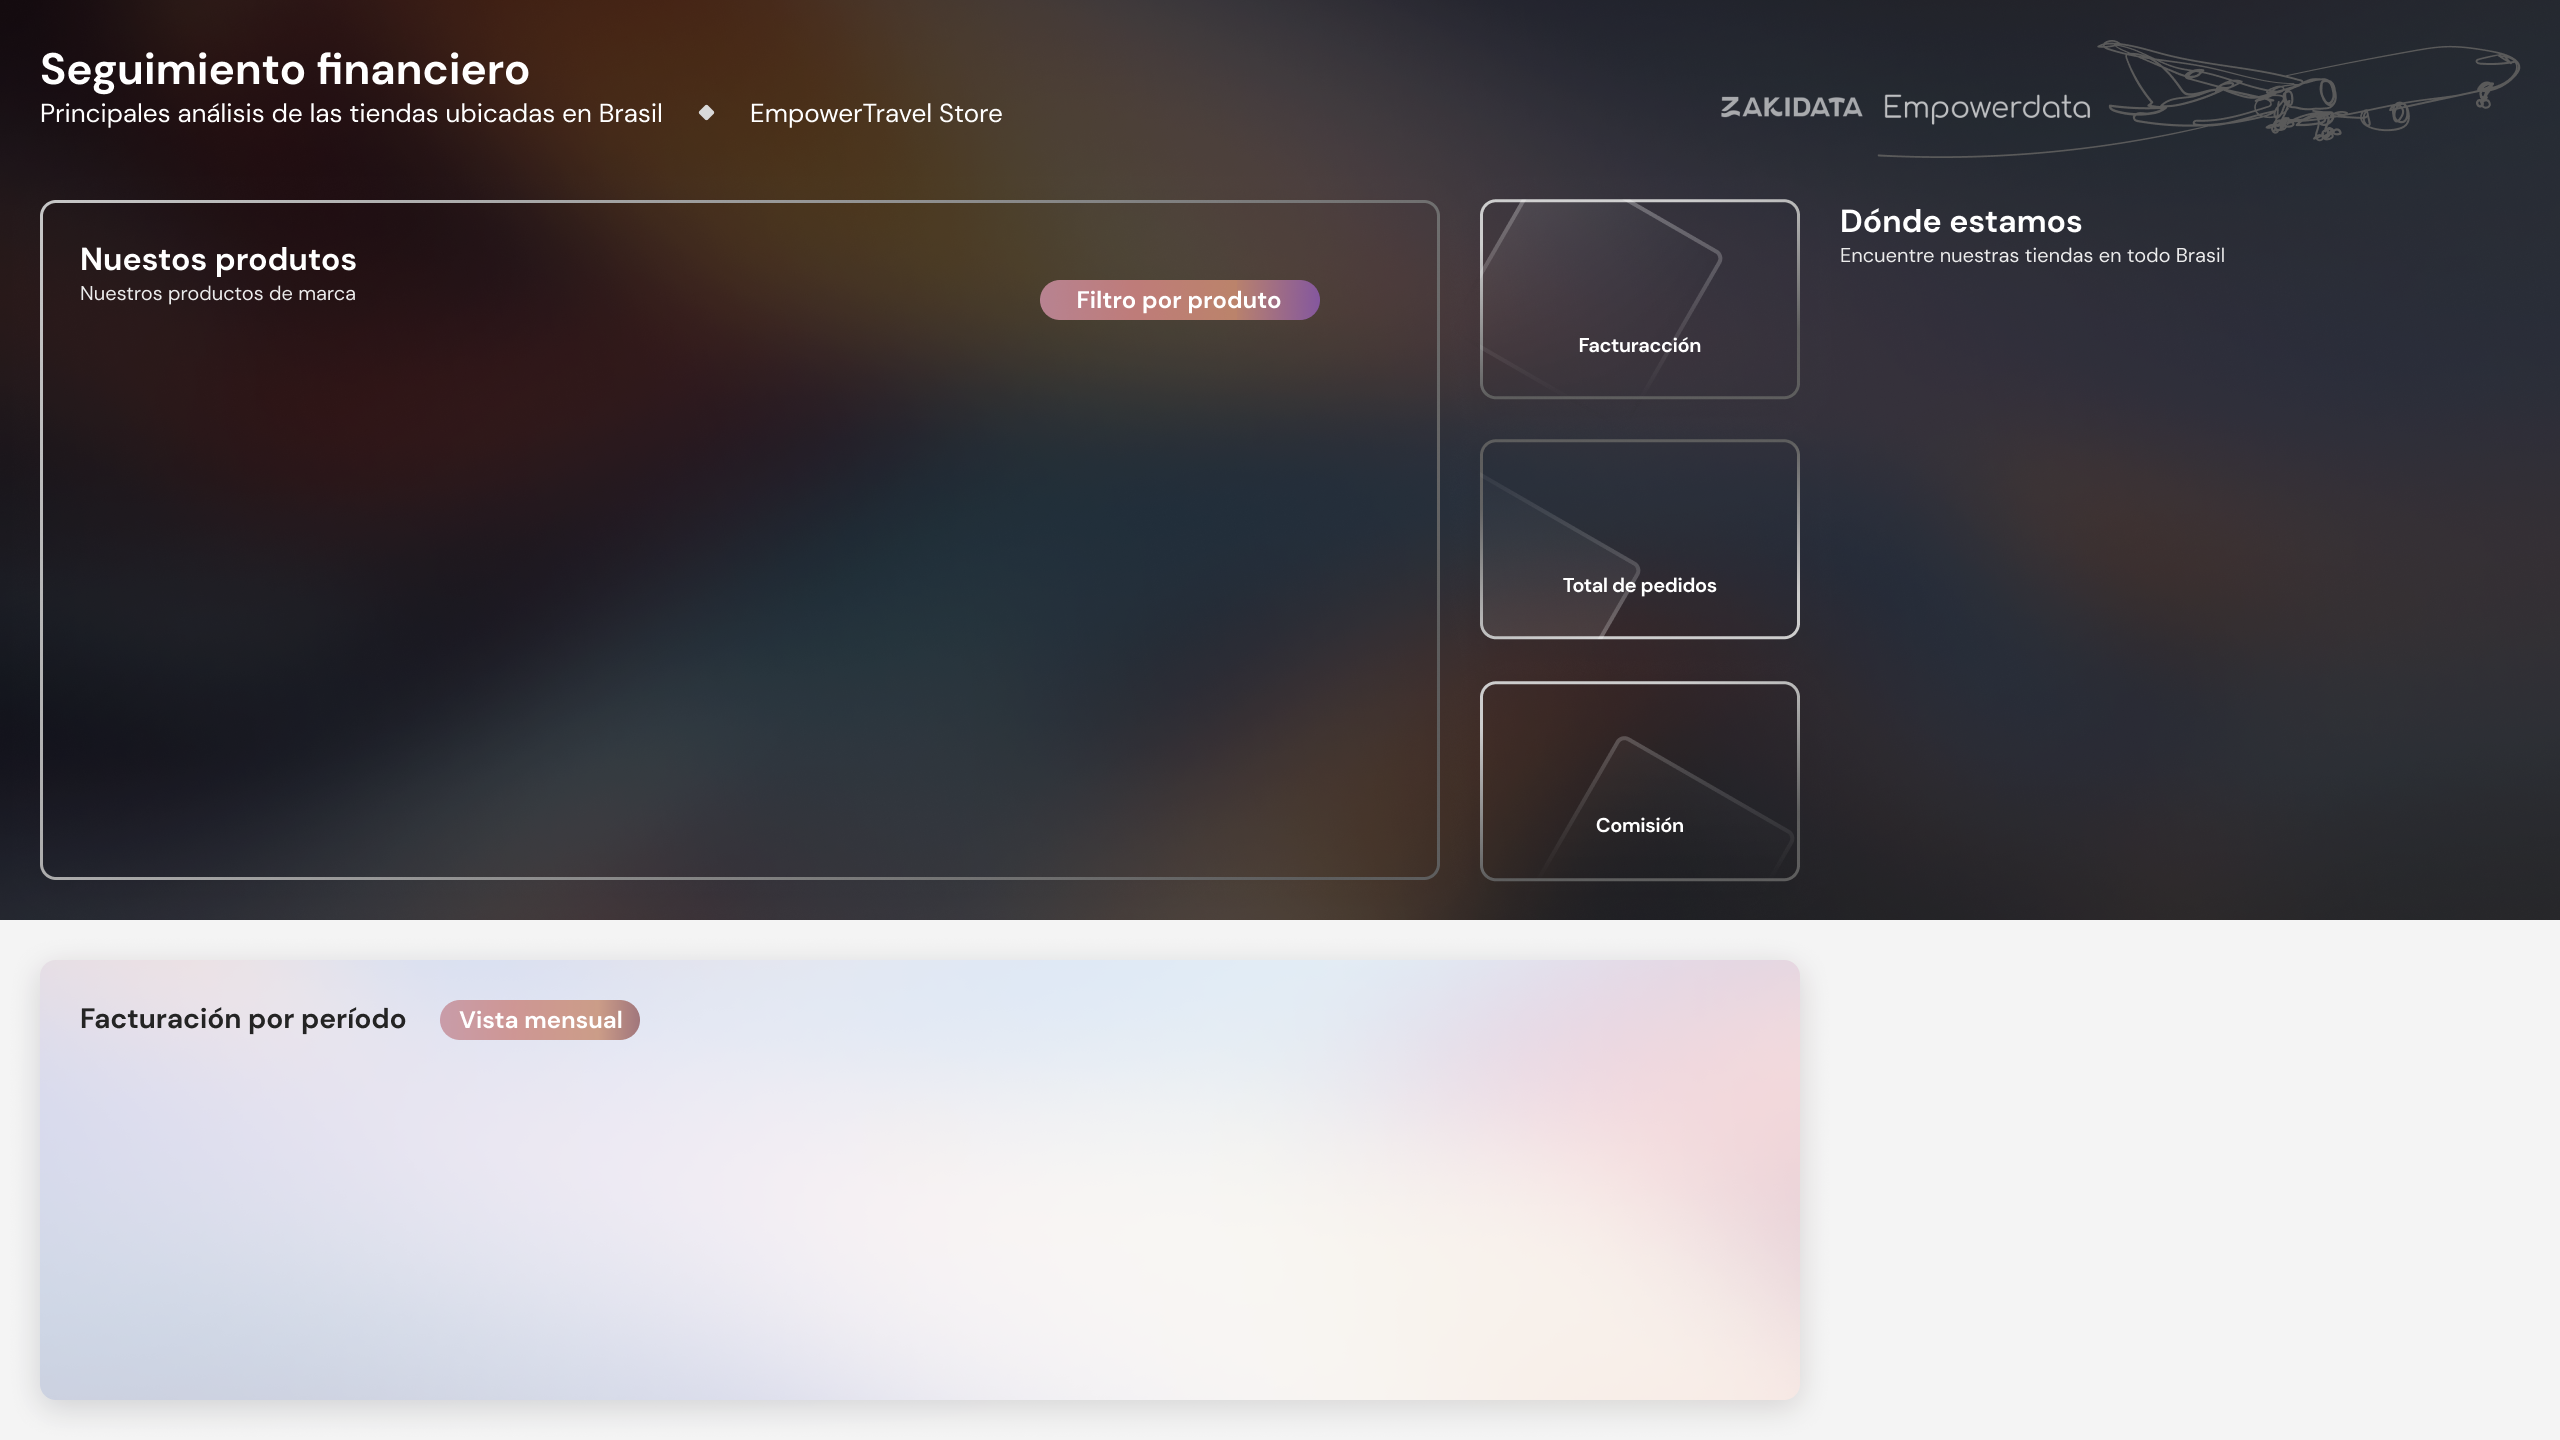 Seguimiento financiero
Principales análisis de las tiendas ubicadas en Brasil ◆ EmpowerTravel Store
ZAKIDATA Empowerdata
Nuestos produtos
Nuestros productos de marca
Filtro por produto
Facturacción
Total de pedidos
Comisión
Dónde estamos
Encuentre nuestras tiendas en todo Brasil
Facturación por período
Vista mensual